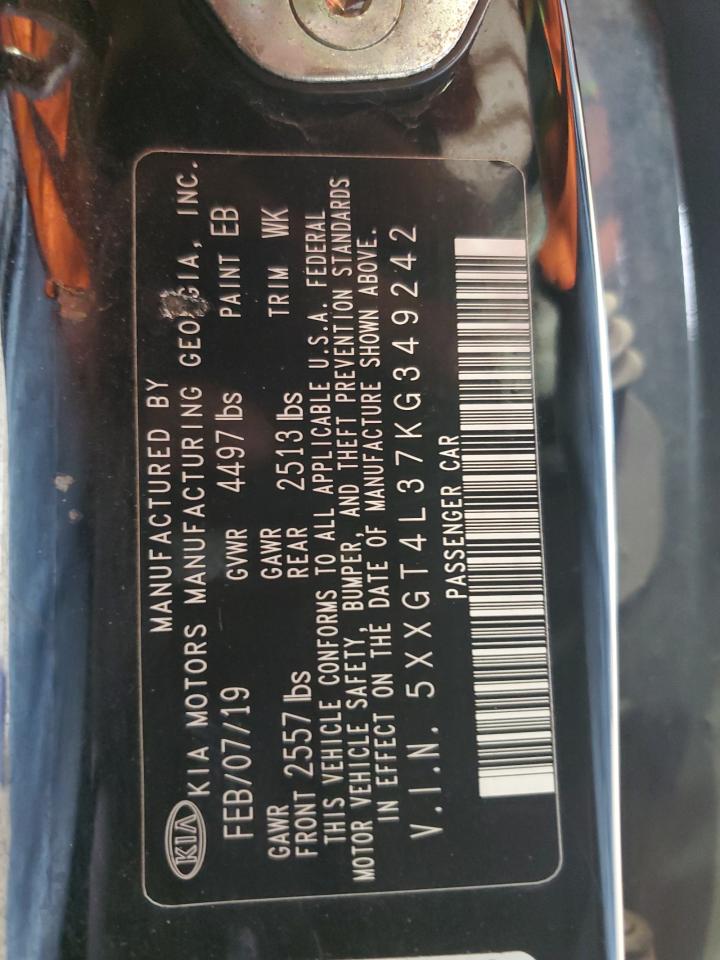 MANUFACTURED BY
KIA KIA MOTORS MANUFACTURING GEORGIA, INC.
FEB/07/19 GVWR 4497 lbs PAINT EB
GAWR FRONT 2557 lbs GAWR REAR 2513 lbs TRIM WK
THIS VEHICLE CONFORMS TO ALL APPLICABLE U.S.A. FEDERAL
MOTOR VEHICLE SAFETY, BUMPER, AND THEFT PREVENTION STANDARDS
IN EFFECT ON THE DATE OF MANUFACTURE SHOWN ABOVE.
V.I.N. 5XXGT4L37KG349242
PASSENGER CAR